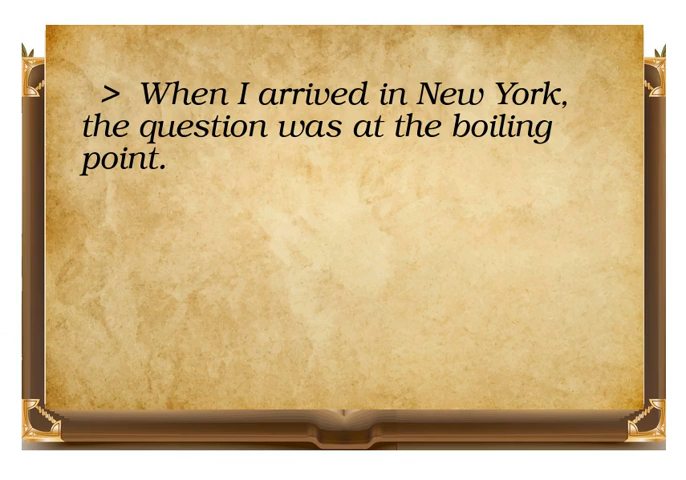 > When I arrived in New York,
the question was at the boiling
point.